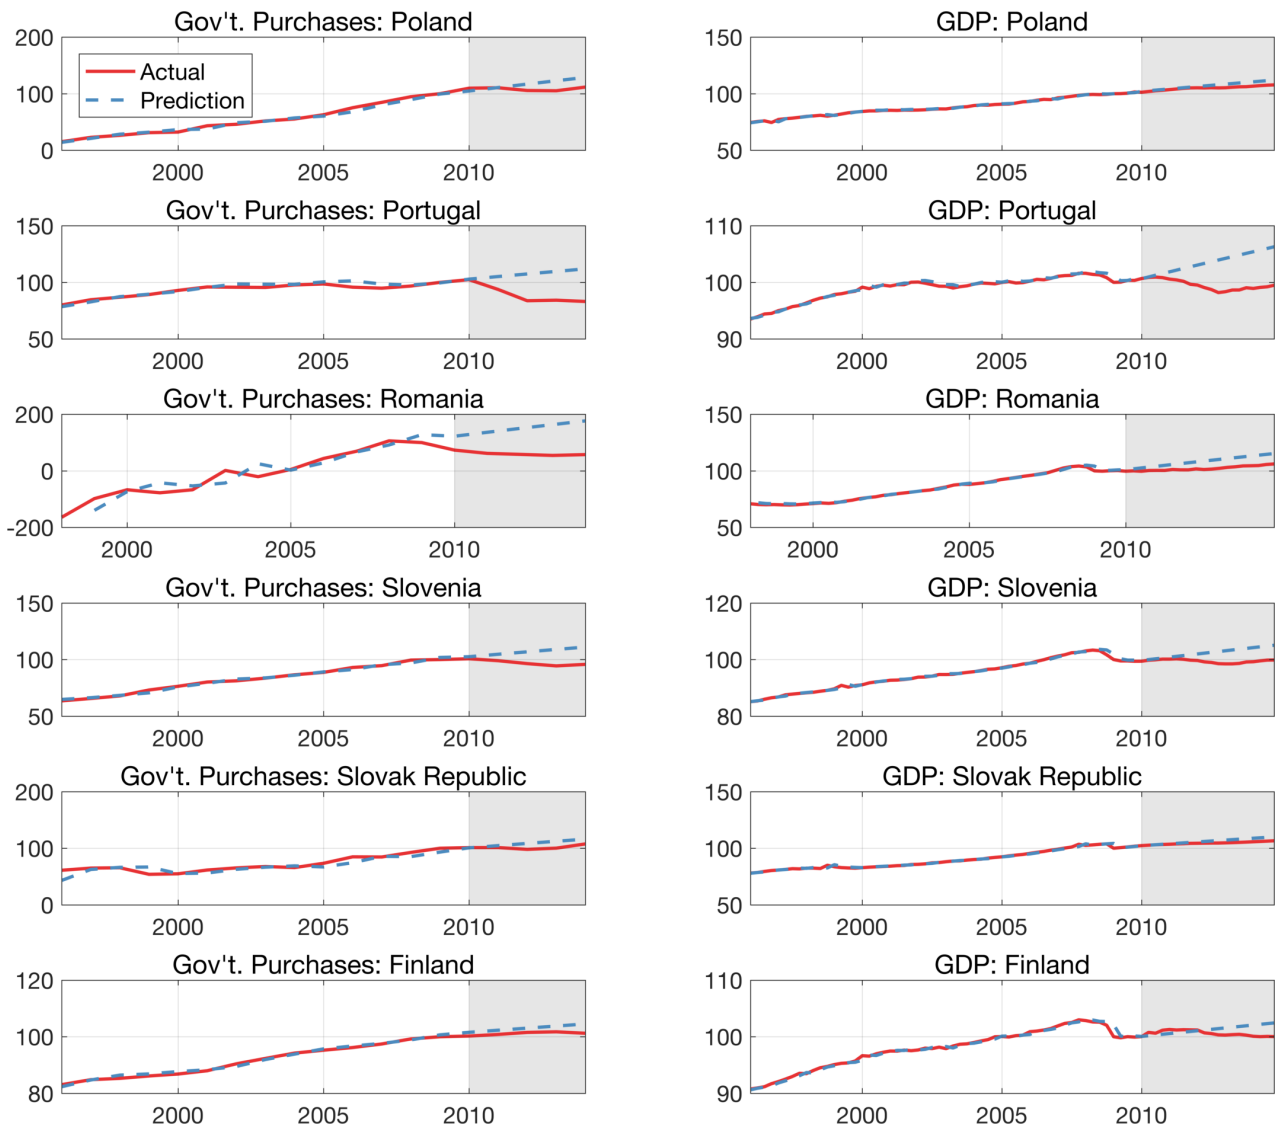 Gov't. Purchases: Poland
200
100
0
Actual
Prediction
2000 2005 2010
GDP: Poland
150
100
50
2000 2005 2010
Gov't. Purchases: Portugal
150
100
50
2000 2005 2010
GDP: Portugal
110
100
90
2000 2005 2010
Gov't. Purchases: Romania
200
0
-200
2000 2005 2010
GDP: Romania
150
100
50
2000 2005 2010
Gov't. Purchases: Slovenia
150
100
50
2000 2005 2010
GDP: Slovenia
120
100
80
2000 2005 2010
Gov't. Purchases: Slovak Republic
200
100
0
2000 2005 2010
GDP: Slovak Republic
150
100
50
2000 2005 2010
Gov't. Purchases: Finland
120
100
80
2000 2005 2010
GDP: Finland
110
100
90
2000 2005 2010